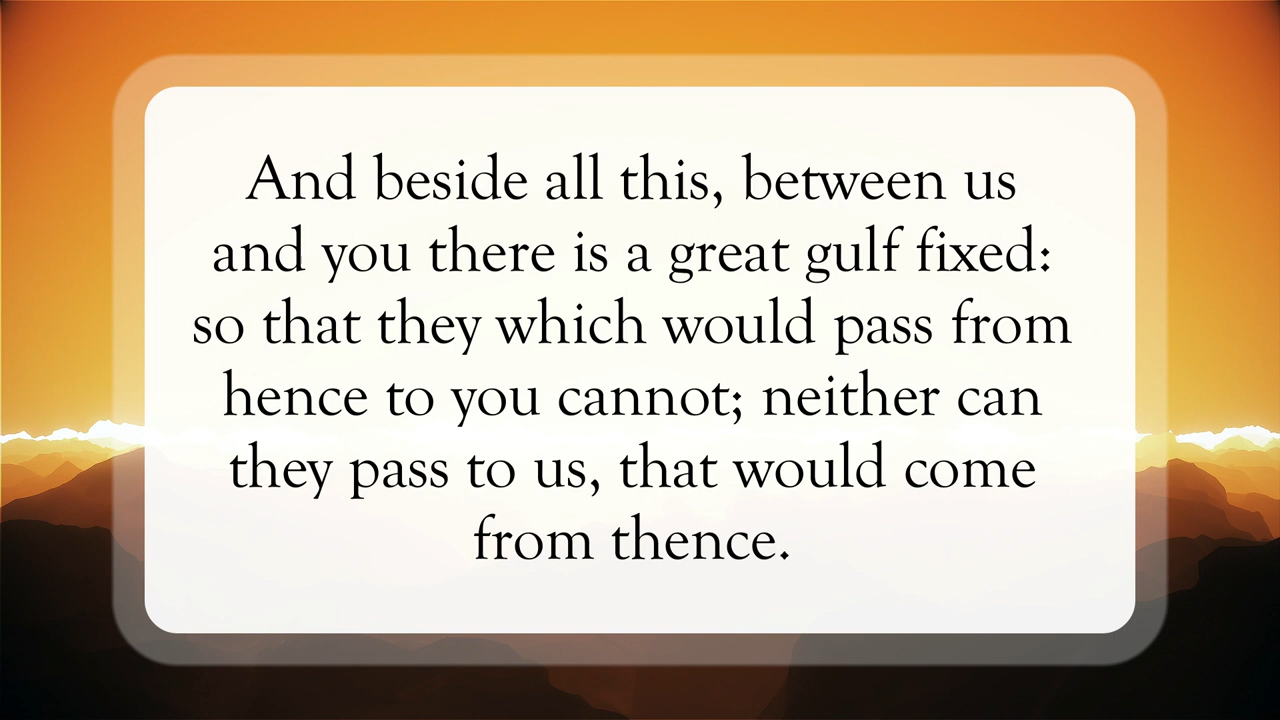 And beside all this, between us
and you there is a great gulf fixed:
so that they which would pass from
hence to you cannot; neither can
they pass to us, that would come
from thence.